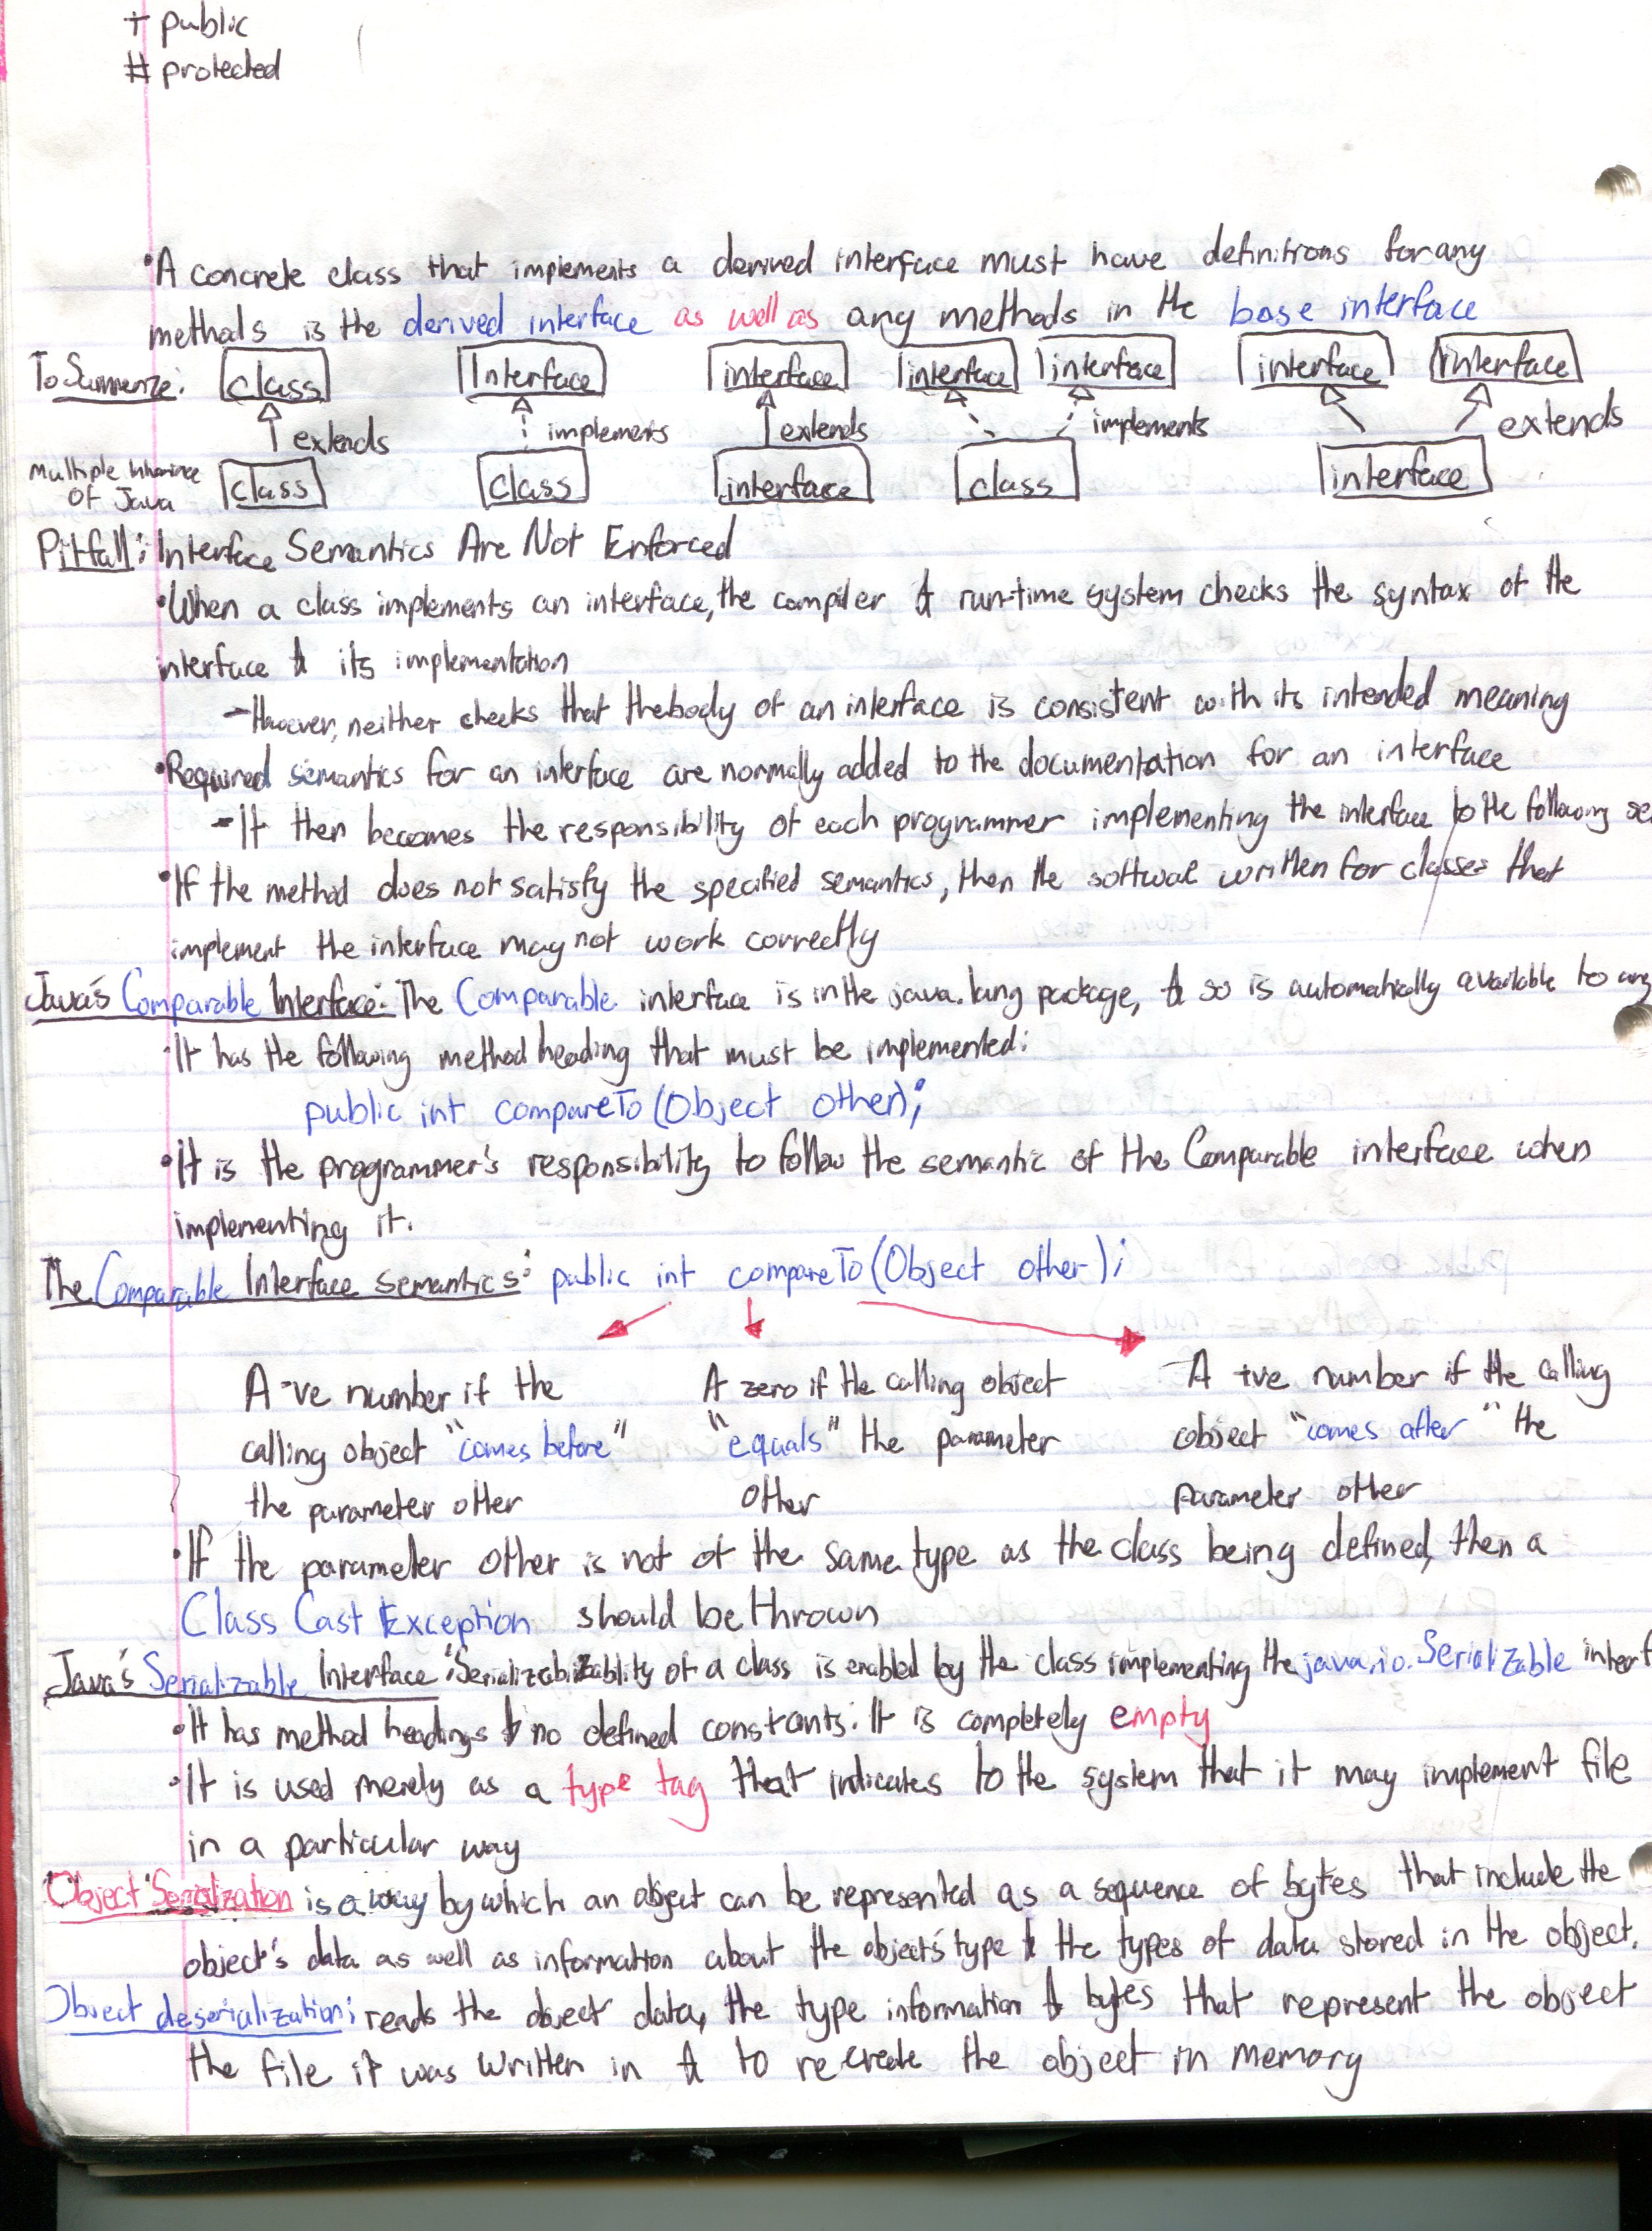 + public
# protected
•A concrete class that implements a derived interface must have definitions for any
methods is the derived interface as well as any methods in the base interface
To Summerze: class Interface interface interface interface interface interface
extends implements extends implements extends
Multiple Inheritance Of Java class class interface class interface
Pitfall: Interface Semantics Are Not Enforced
•When a class implements an interface, the compiler & run-time system checks the syntax of the
interface & its implementation
-However, neither checks that the body of an interface is consistent with its intended meaning
•Required semantics for an interface are normally added to the documentation for an interface
-It then becomes the responsibility of each programmer implementing the interface to the following se
•If the method does not satisfy the specified semantics, then the softwae written for classes that
implement the interface may not work correctly
Java's Comparable Interface: The Comparable interface is in the java.lang package, & so is automatically available to any
•It has the following method heading that must be implemented:
public int compareTo(Object other);
•It is the programmer's responsibility to follow the semantic of the Comparable interface when
implementing it.
The Comparable Interface Semantics: public int compareTo(Object other);
A -ve number if the A zero if the calling object A +ve number if the calling
calling object "comes before" "equals" the parameter object "comes after" the
the parameter other other parameter other
•If the parameter other is not of the same type as the class being defined, then a
Class Cast Exception should be thrown
Java's Serializable Interface: of a class is enabled by the class implementing the java.io.Serializable interf
•It has method headings & no defined constants. It is completely empty
•It is used merely as a type tag that indicates to the system that it may implement file
in a particular way
Object Serialization is a way by which an object can be represented as a sequence of bytes that include the
object's data as well as information about the object's type & the types of data stored in the object.
Object deserialization: reads the object data, the type information & bytes that represent the object
the file it was written in & to recreate the object in memory